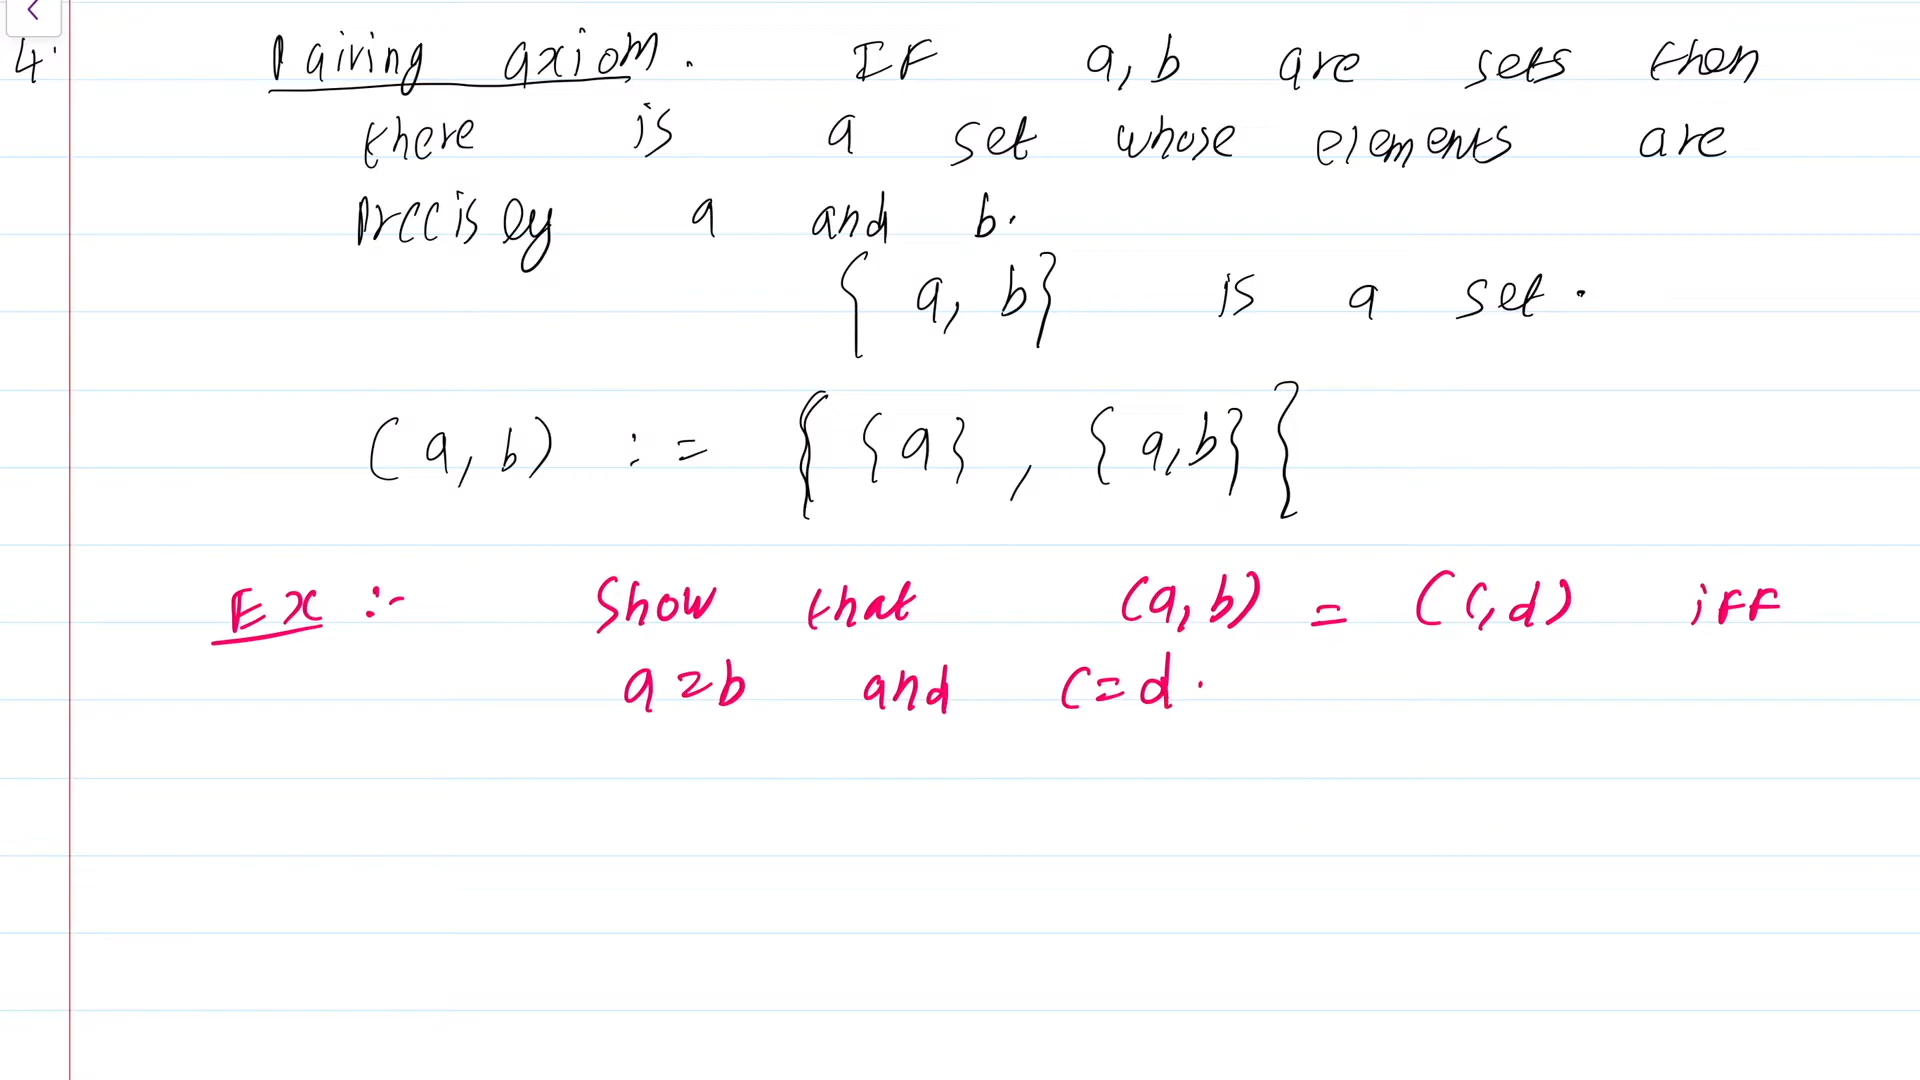 4. Pairing axiom. If a, b are sets then
there is a set whose elements are
precisley a and b.
{ a, b} is a set.
(a, b) := { {a} , {a,b} }
Ex :- Show that (a, b) = (c, d) iff
a=b and c=d.